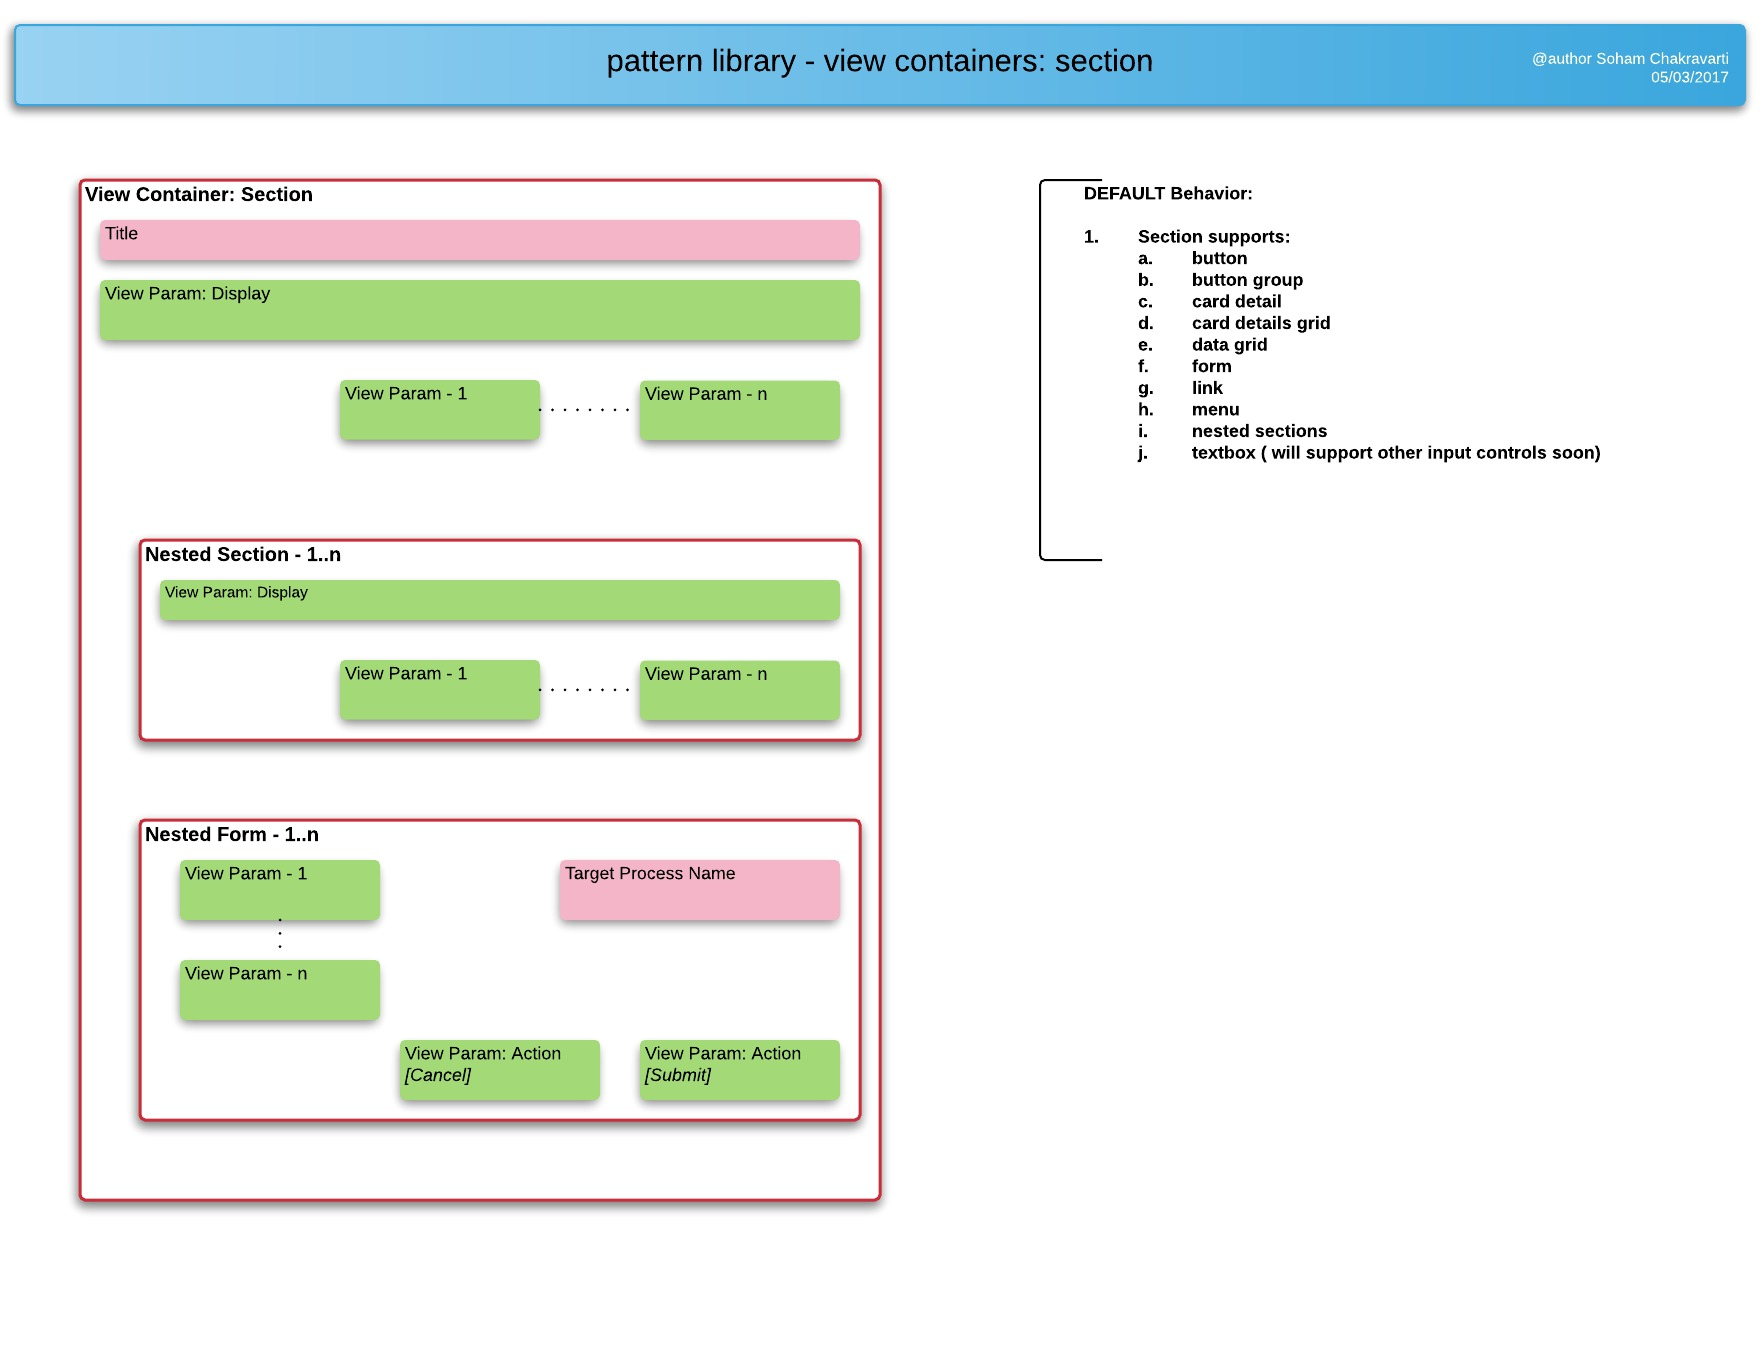 pattern library - view containers: section
@author Soham Chakravarti
05/03/2017
View Container: Section
Title
View Param: Display
View Param - 1
View Param - n
Nested Section - 1..n
View Param: Display
View Param - 1
View Param - n
Nested Form - 1..n
View Param - 1
Target Process Name
View Param - n
View Param: Action
[Cancel]
View Param: Action
[Submit]
DEFAULT Behavior:
1. Section supports:
a. button
b. button group
c. card detail
d. card details grid
e. data grid
f. form
g. link
h. menu
i. nested sections
j. textbox ( will support other input controls soon)